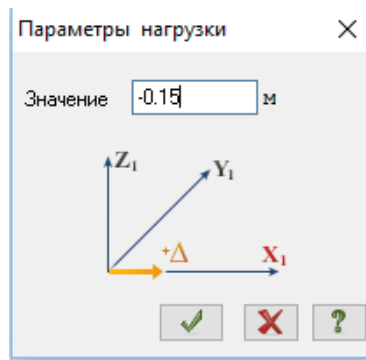 Параметры нагрузки
Значение -0.15 м
Z1
Y1
+Δ X1
?